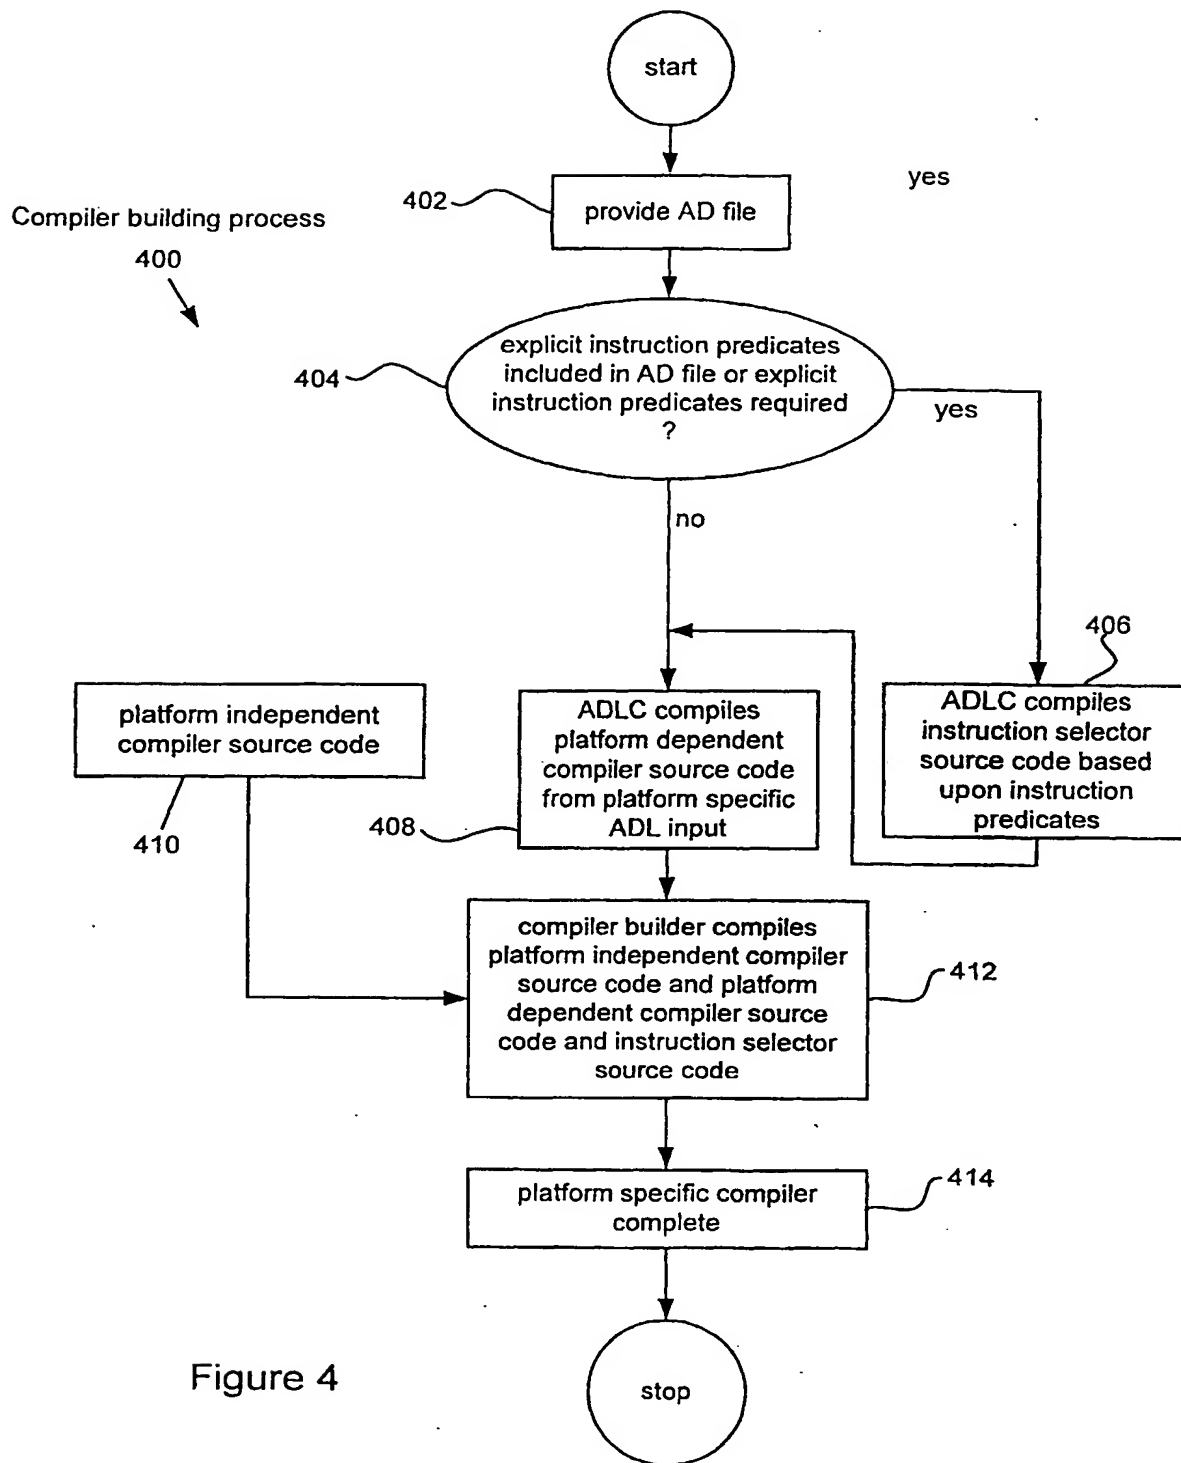 start
yes
402
provide AD file
Compiler building process
400
explicit instruction predicates
included in AD file or explicit
instruction predicates required
?
404
yes
no
406
platform independent
compiler source code
410
ADLC compiles
platform dependent
compiler source code
from platform specific
ADL input
408
ADLC compiles
instruction selector
source code based
upon instruction
predicates
compiler builder compiles
platform independent compiler
source code and platform
dependent compiler source
code and instruction selector
source code
412
platform specific compiler
complete
414
stop
Figure 4